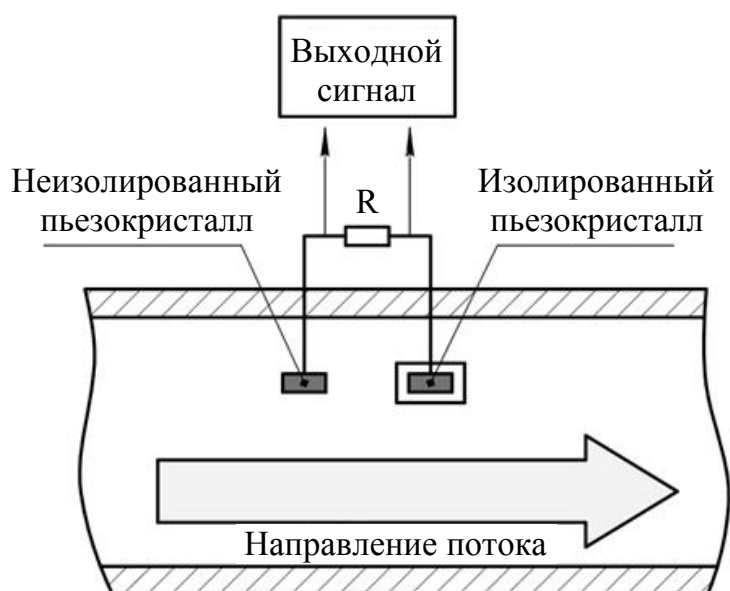 Выходной
сигнал
Неизолированный
пьезокристалл
R
Изолированный
пьезокристалл
Направление потока